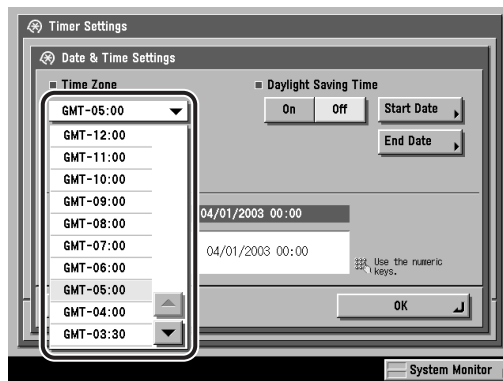 Timer Settings
Date & Time Settings
Time Zone
Daylight Saving Time
GMT-05:00
On Off Start Date
End Date
GMT-12:00
GMT-11:00
GMT-10:00
GMT-09:00
GMT-08:00
GMT-07:00
GMT-06:00
GMT-05:00
GMT-04:00
GMT-03:30
04/01/2003 00:00
04/01/2003 00:00
Use the numeric
keys.
OK
System Monitor